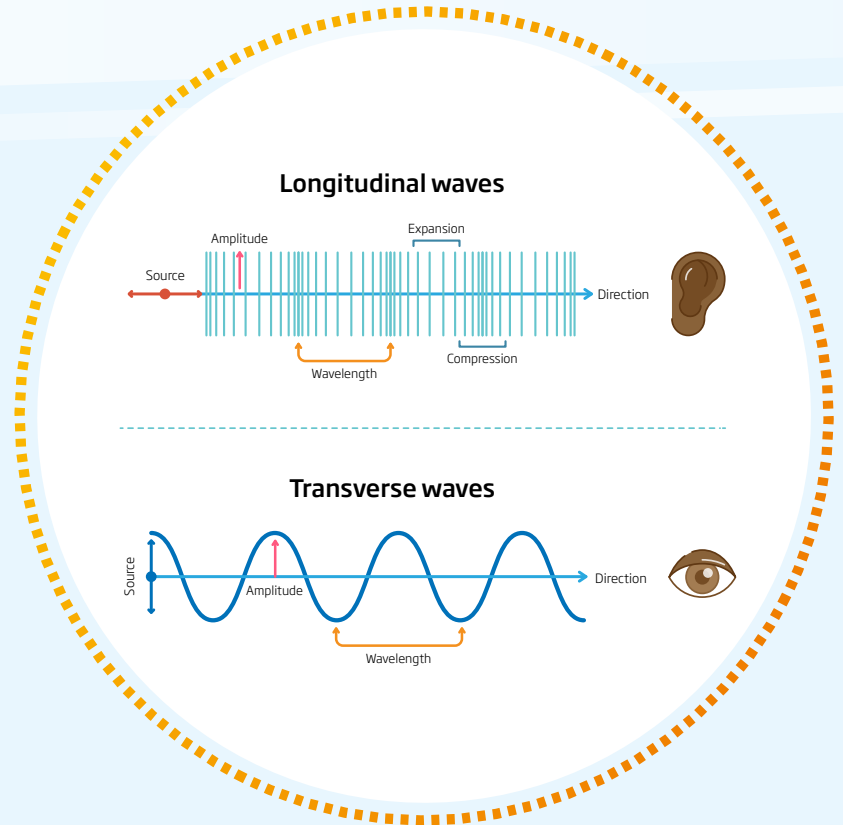 Longitudinal waves
Expansion
Amplitude
Source
Direction
Compression
Wavelength
Transverse waves
Source
Direction
Amplitude
Wavelength